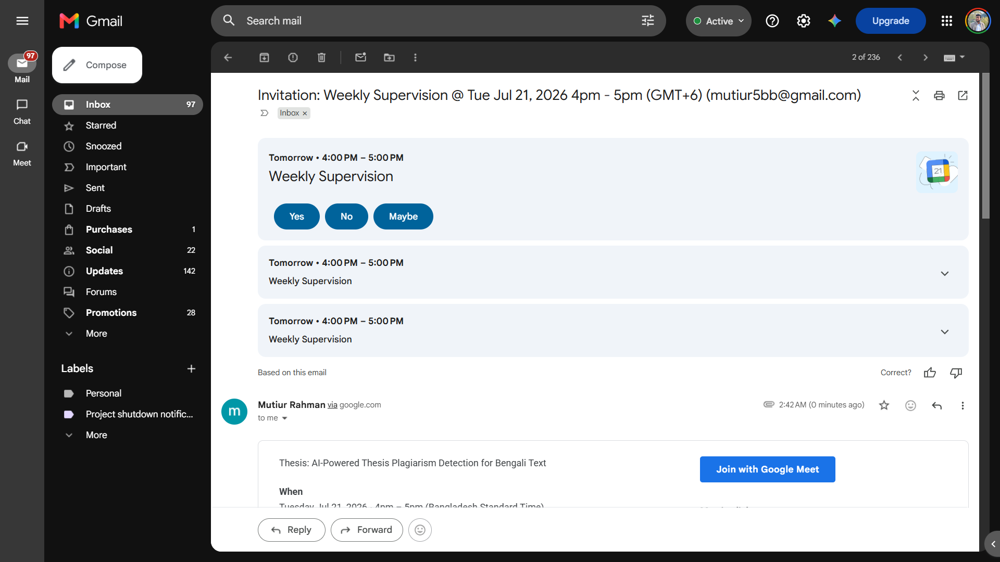 Gmail
Search mail
Active
Upgrade
97
Mail
Chat
Meet
Compose
Inbox 97
Starred
Snoozed
Important
Sent
Drafts
Purchases 1
Social 22
Updates 142
Forums
Promotions 28
More
Labels
Personal
Project shutdown notific...
More
2 of 236
Invitation: Weekly Supervision @ Tue Jul 21, 2026 4pm - 5pm (GMT+6) (mutiur5bb@gmail.com)
Inbox ×
Tomorrow • 4:00 PM – 5:00 PM
Weekly Supervision
21
Yes No Maybe
Tomorrow • 4:00 PM – 5:00 PM
Weekly Supervision
Tomorrow • 4:00 PM – 5:00 PM
Weekly Supervision
Based on this email
Correct?
m
Mutiur Rahman via google.com
2:42 AM (0 minutes ago)
to me
Thesis: AI-Powered Thesis Plagiarism Detection for Bengali Text
Join with Google Meet
When
Tuesday Jul 21, 2026 · 4pm – 5pm (Bangladesh Standard Time)
Reply
Forward